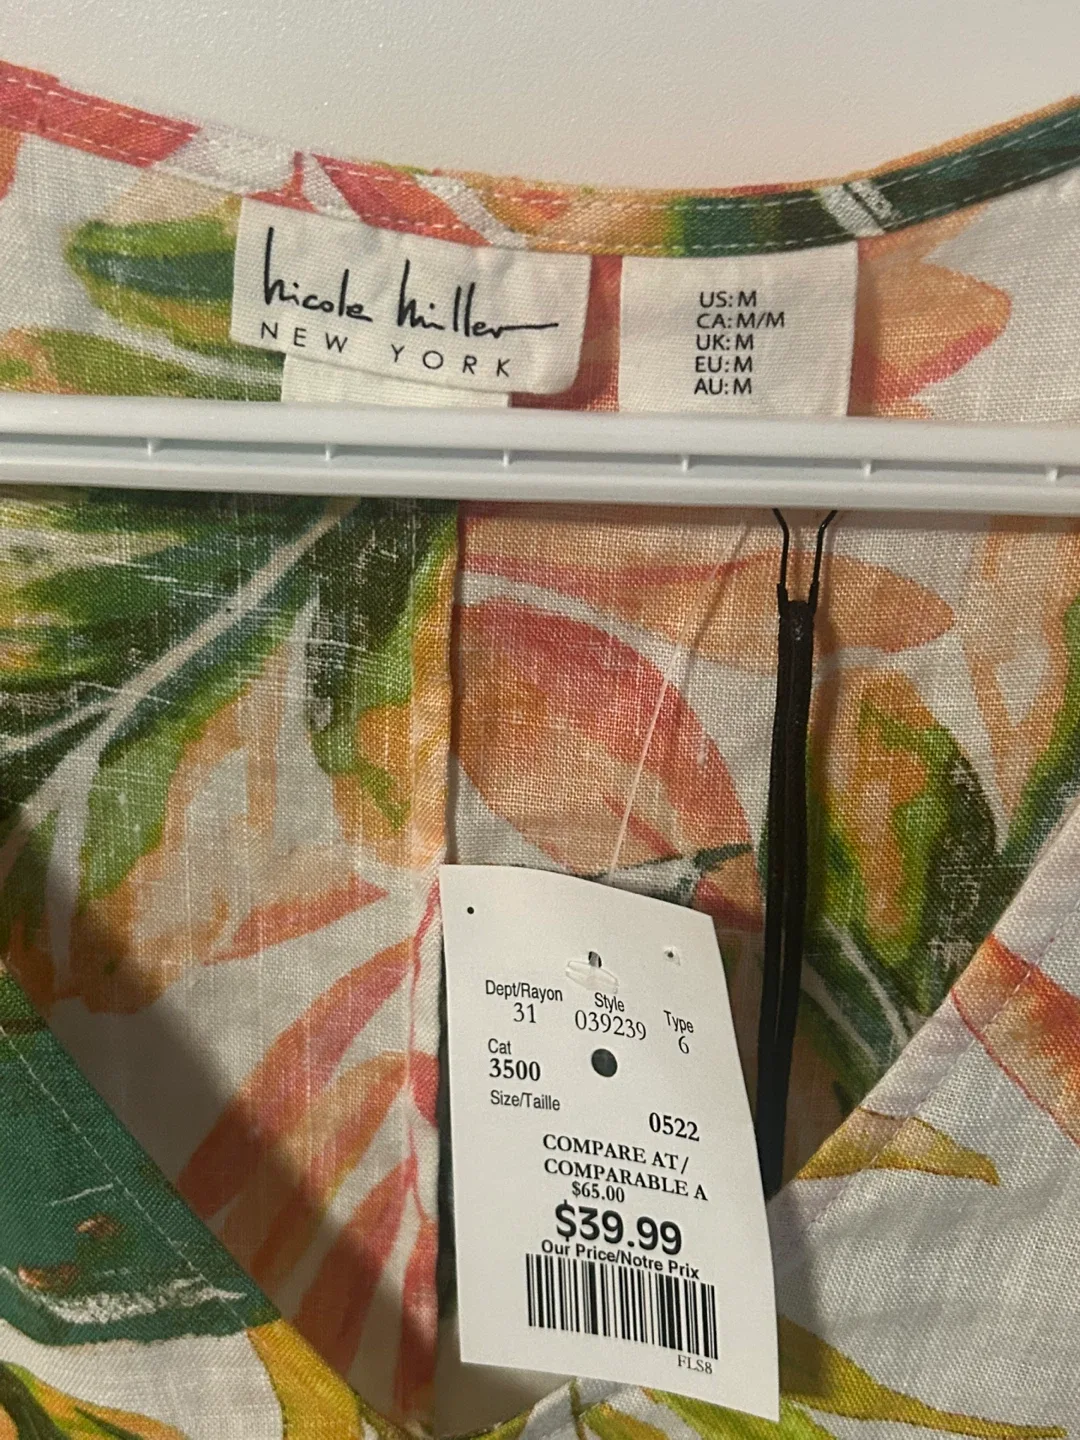 nicole miller
NEW YORK
US: M
CA: M/M
UK: M
EU: M
AU: M
Dept/Rayon Style Type
31 039239 6
Cat
3500
Size/Taille
0522
COMPARE AT/
COMPARABLE A
$65.00
$39.99
Our Price/Notre Prix
FLS8